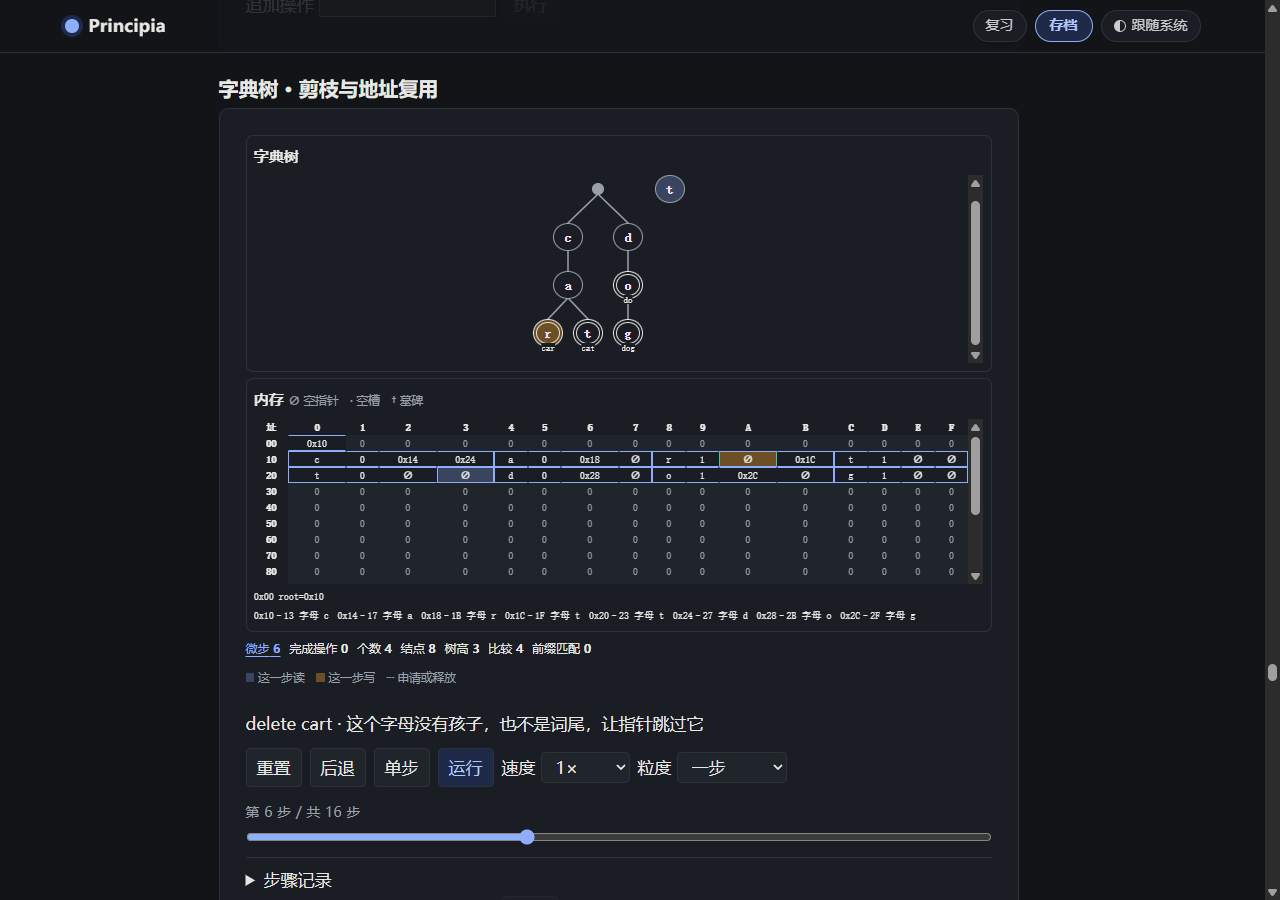 追加操作 执行
Principia 复习 存档 跟随系统
字典树 · 剪枝与地址复用
字典树
t
c d
a o
do
r t g
car cat dog
内存 ∅ 空指针 · 空槽 † 墓碑
址 0 1 2 3 4 5 6 7 8 9 A B C D E F
00 0x10 0 0 0 0 0 0 0 0 0 0 0 0 0 0 0
10 c 0 0x14 0x24 a 0 0x18 ∅ r 1 ∅ 0x1C t 1 ∅ ∅
20 t 0 ∅ ∅ d 0 0x28 ∅ o 1 0x2C ∅ g 1 ∅ ∅
30 0 0 0 0 0 0 0 0 0 0 0 0 0 0 0 0
40 0 0 0 0 0 0 0 0 0 0 0 0 0 0 0 0
50 0 0 0 0 0 0 0 0 0 0 0 0 0 0 0 0
60 0 0 0 0 0 0 0 0 0 0 0 0 0 0 0 0
70 0 0 0 0 0 0 0 0 0 0 0 0 0 0 0 0
80 0 0 0 0 0 0 0 0 0 0 0 0 0 0 0 0
0x00 root=0x10
0x10–13 字母 c 0x14–17 字母 a 0x18–1B 字母 r 0x1C–1F 字母 t 0x20–23 字母 t 0x24–27 字母 d 0x28–2B 字母 o 0x2C–2F 字母 g
微步 6 完成操作 0 个数 4 结点 8 树高 3 比较 4 前缀匹配 0
这一步读 这一步写 申请或释放
delete cart · 这个字母没有孩子，也不是词尾，让指针跳过它
重置 后退 单步 运行 速度 1× 粒度 一步
第 6 步 / 共 16 步
步骤记录